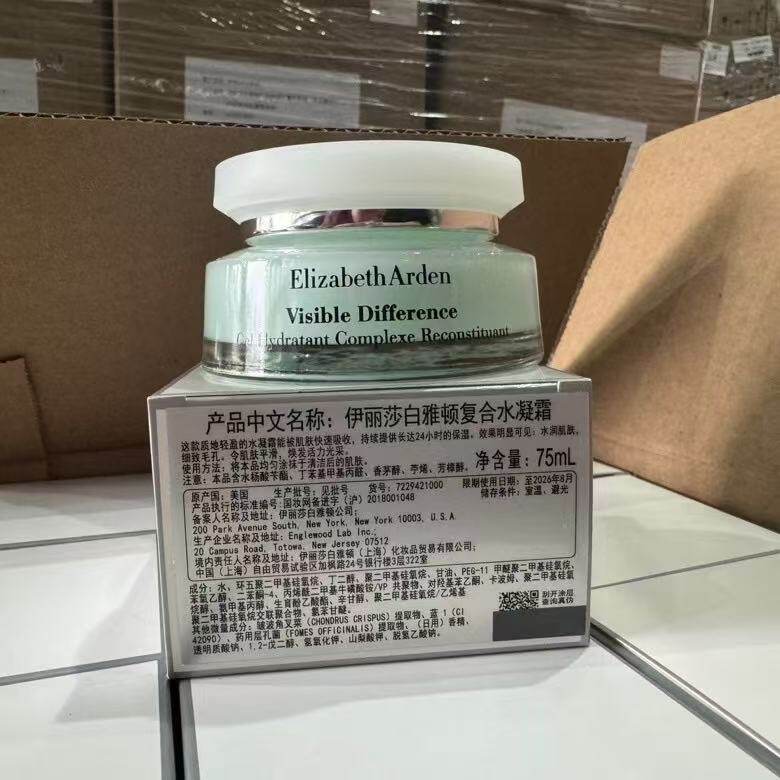 ElizabethArden
Visible Difference
Gel Hydratant Complexe Reconstituant
产品中文名称：伊丽莎白雅顿复合水凝霜
这款质地轻盈的水凝霜能被肌肤快速吸收，持续提供长达24小时的保湿。效果明显可见：水润肌肤，
细致毛孔。令肌肤平滑，焕发活力光采。
使用方法：将本品均匀涂抹于清洁后的肌肤。
注意：本品含水杨酸苄酯、丁苯基甲基丙醛、香茅醇、苧烯、芳樟醇。
净含量：75mL
原产国：美国 生产批号：见批号 货号：7229421000 限期使用日期：至2026年8月
产品执行的标准编号：国妆网备进字（沪）2018001048 储存条件：室温、避光
备案人名称及地址：伊丽莎白雅顿公司；
200 Park Avenue South, New York, New York 10003, U.S.A.
生产企业名称及地址：Englewood Lab Inc.;
20 Campus Road, Totowa, New Jersey 07512
境内责任人名称及地址：伊丽莎白雅顿（上海）化妆品贸易有限公司；
中国（上海）自由贸易试验区加枫路24号银行楼3层322室
成分：水、环五聚二甲基硅氧烷、丁二醇、聚二甲基硅氧烷、甘油、PEG-11 甲醚聚二甲基硅氧烷、
苯氧乙醇、二苯酮-4、丙烯酰二甲基牛磺酸铵/VP 共聚物、对羟基苯乙酮、卡波姆、聚二甲基硅氧
烷醇、氨甲基丙醇、生育酚乙酸酯、辛甘醇、聚二甲基硅氧烷/乙烯基
聚二甲基硅氧烷交联聚合物、氨苯甘醚。
其他微量成分：皱波角叉菜（CHONDRUS CRISPUS）提取物、蓝 1（CI
42090）、药用层孔菌（FOMES OFFICINALIS）提取物、（日用）香精、
透明质酸钠、1,2-戊二醇、氢氧化钾、山梨酸钾、脱氢乙酸钠。
刮开涂层
查询真伪